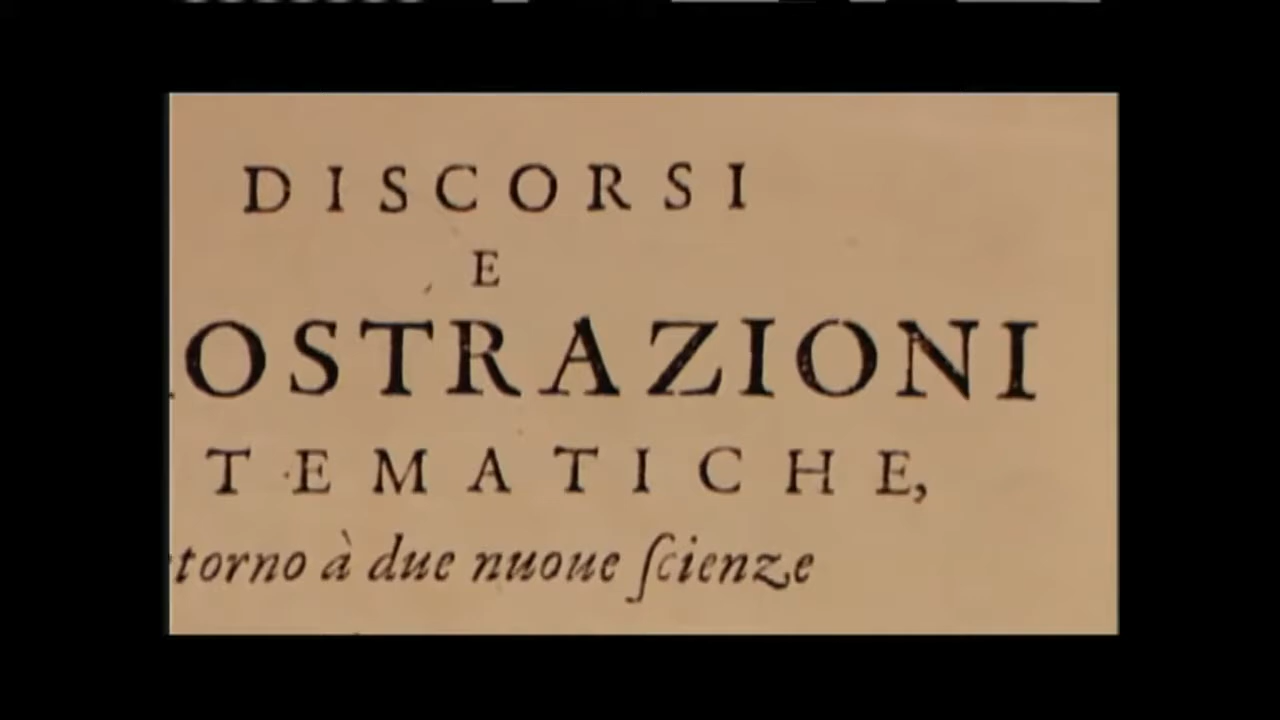 DISCORSI
E
OSTRAZIONI
TEMATICHE,
torno à due nuoue ſcienze